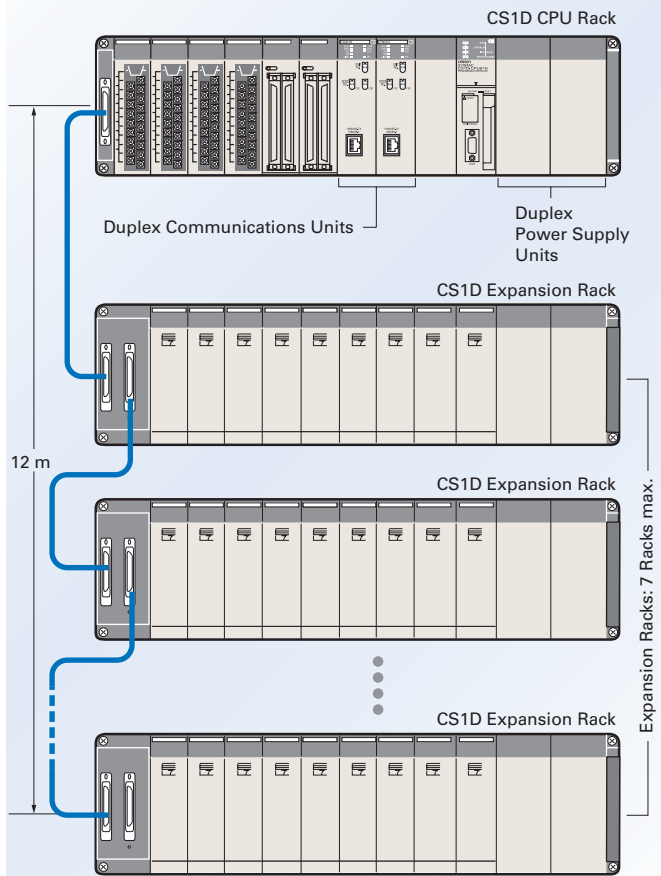 CS1D CPU Rack
Duplex Communications Units
Duplex
Power Supply
Units
CS1D Expansion Rack
12 m
CS1D Expansion Rack
Expansion Racks: 7 Racks max.
CS1D Expansion Rack